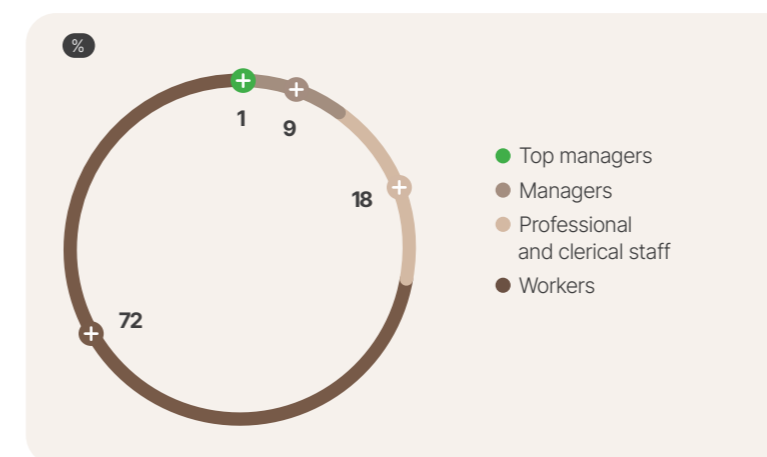 %
1
9
18
72
Top managers
Managers
Professional
and clerical staff
Workers